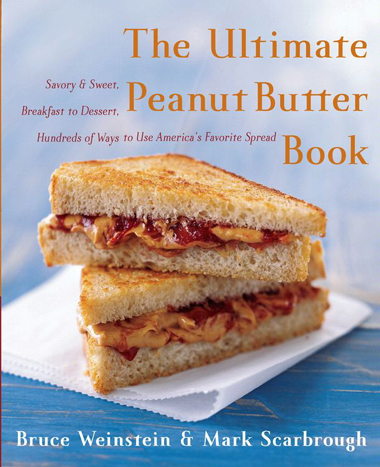 The Ultimate
Peanut Butter
Book
Savory & Sweet,
Breakfast to Dessert,
Hundreds of Ways to Use America's Favorite Spread
Bruce Weinstein & Mark Scarbrough